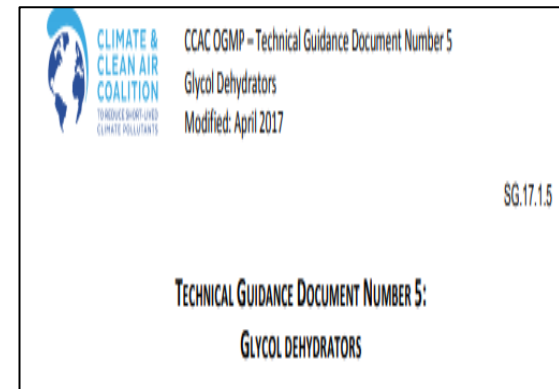 CLIMATE &
CLEAN AIR
COALITION
TO REDUCE SHORT-LIVED
CLIMATE POLLUTANTS
CCAC OGMP – Technical Guidance Document Number 5
Glycol Dehydrators
Modified: April 2017
SG.17.1.5
TECHNICAL GUIDANCE DOCUMENT NUMBER 5:
GLYCOL DEHYDRATORS